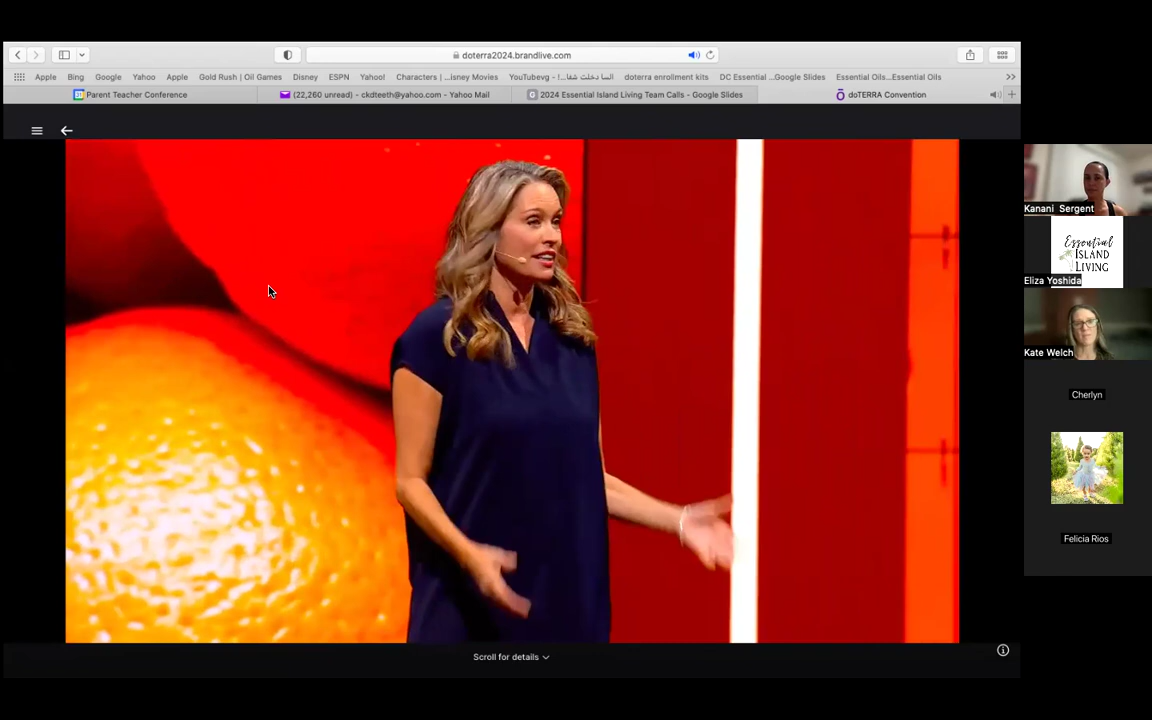 doterra2024.brandlive.com
Apple Bing Google Yahoo Apple Gold Rush | Oil Games Disney ESPN Yahoo! Characters | ...isney Movies YouTubevg - !...السا دخلت شفا doterra enrollment kits DC Essential ...Google Slides Essential Oils...Essential Oils
Parent Teacher Conference (22,260 unread) - ckdteeth@yahoo.com - Yahoo Mail 2024 Essential Island Living Team Calls - Google Slides doTERRA Convention
Kanani Sergent
Essential
ISLAND
LIVING
Eliza Yoshida
Kate Welch
Cherlyn
Felicia Rios
Scroll for details